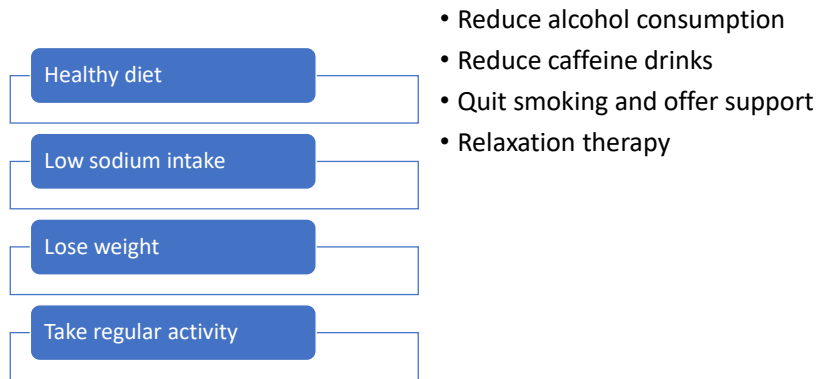 Healthy diet
Low sodium intake
Lose weight
Take regular activity
• Reduce alcohol consumption
• Reduce caffeine drinks
• Quit smoking and offer support
• Relaxation therapy